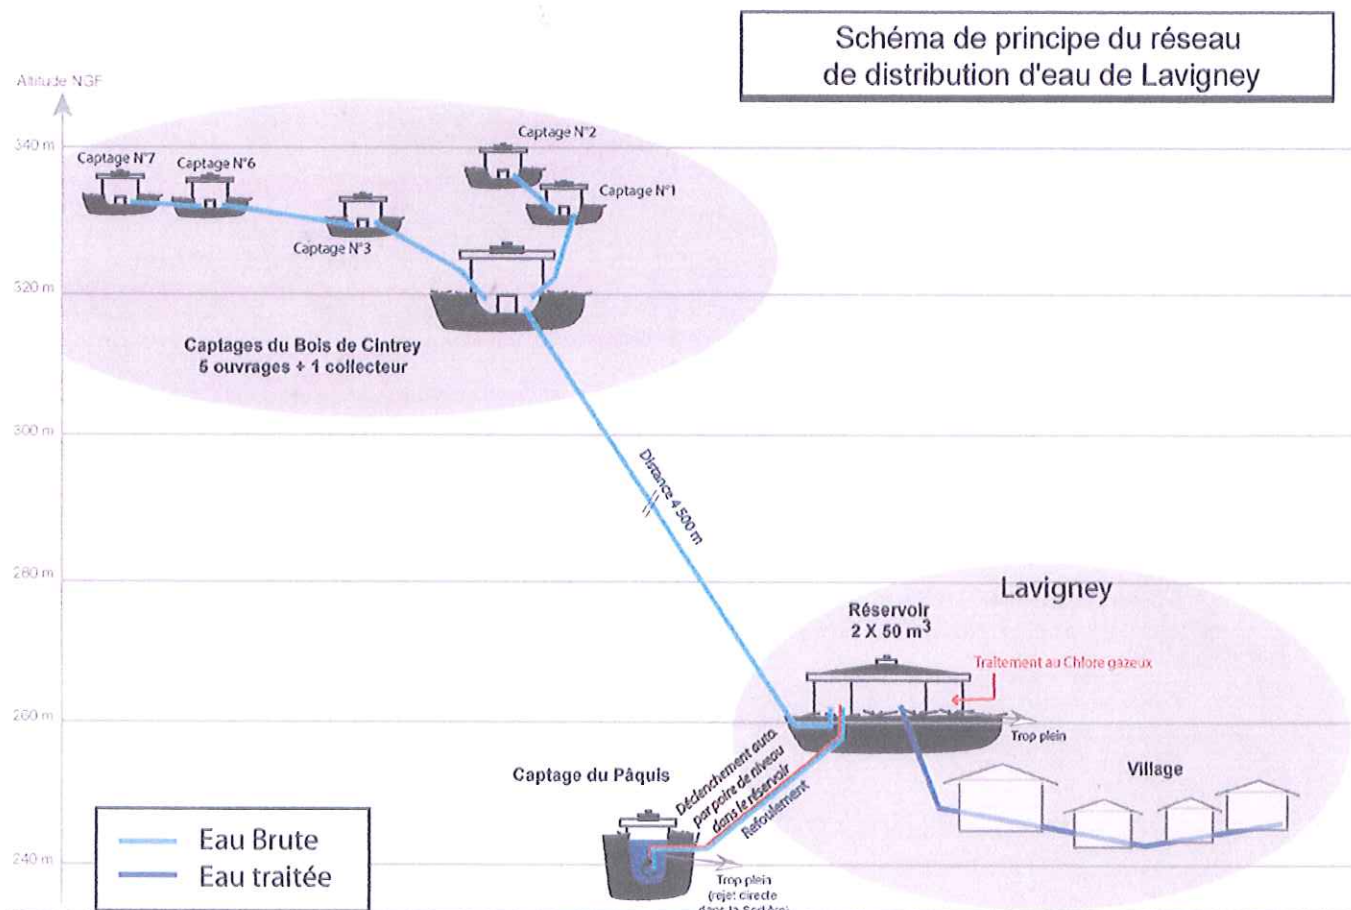 Schéma de principe du réseau
de distribution d'eau de Lavigney
Altitude NGF
340 m
Captage N°7
Captage N°6
Captage N°2
Captage N°1
Captage N°3
320 m
Captages du Bois de Cintrey
5 ouvrages + 1 collecteur
300 m
Distance 4 500 m
280 m
Lavigney
Réservoir
2 X 50 m³
Traitement au Chlore gazeux
260 m
Trop plein
Captage du Pâquis
Déclenchement auto.
par poire de niveau
dans le réservoir
Refoulement
Village
Eau Brute
Eau traitée
240 m
Trop plein
(rejet directe
dans la